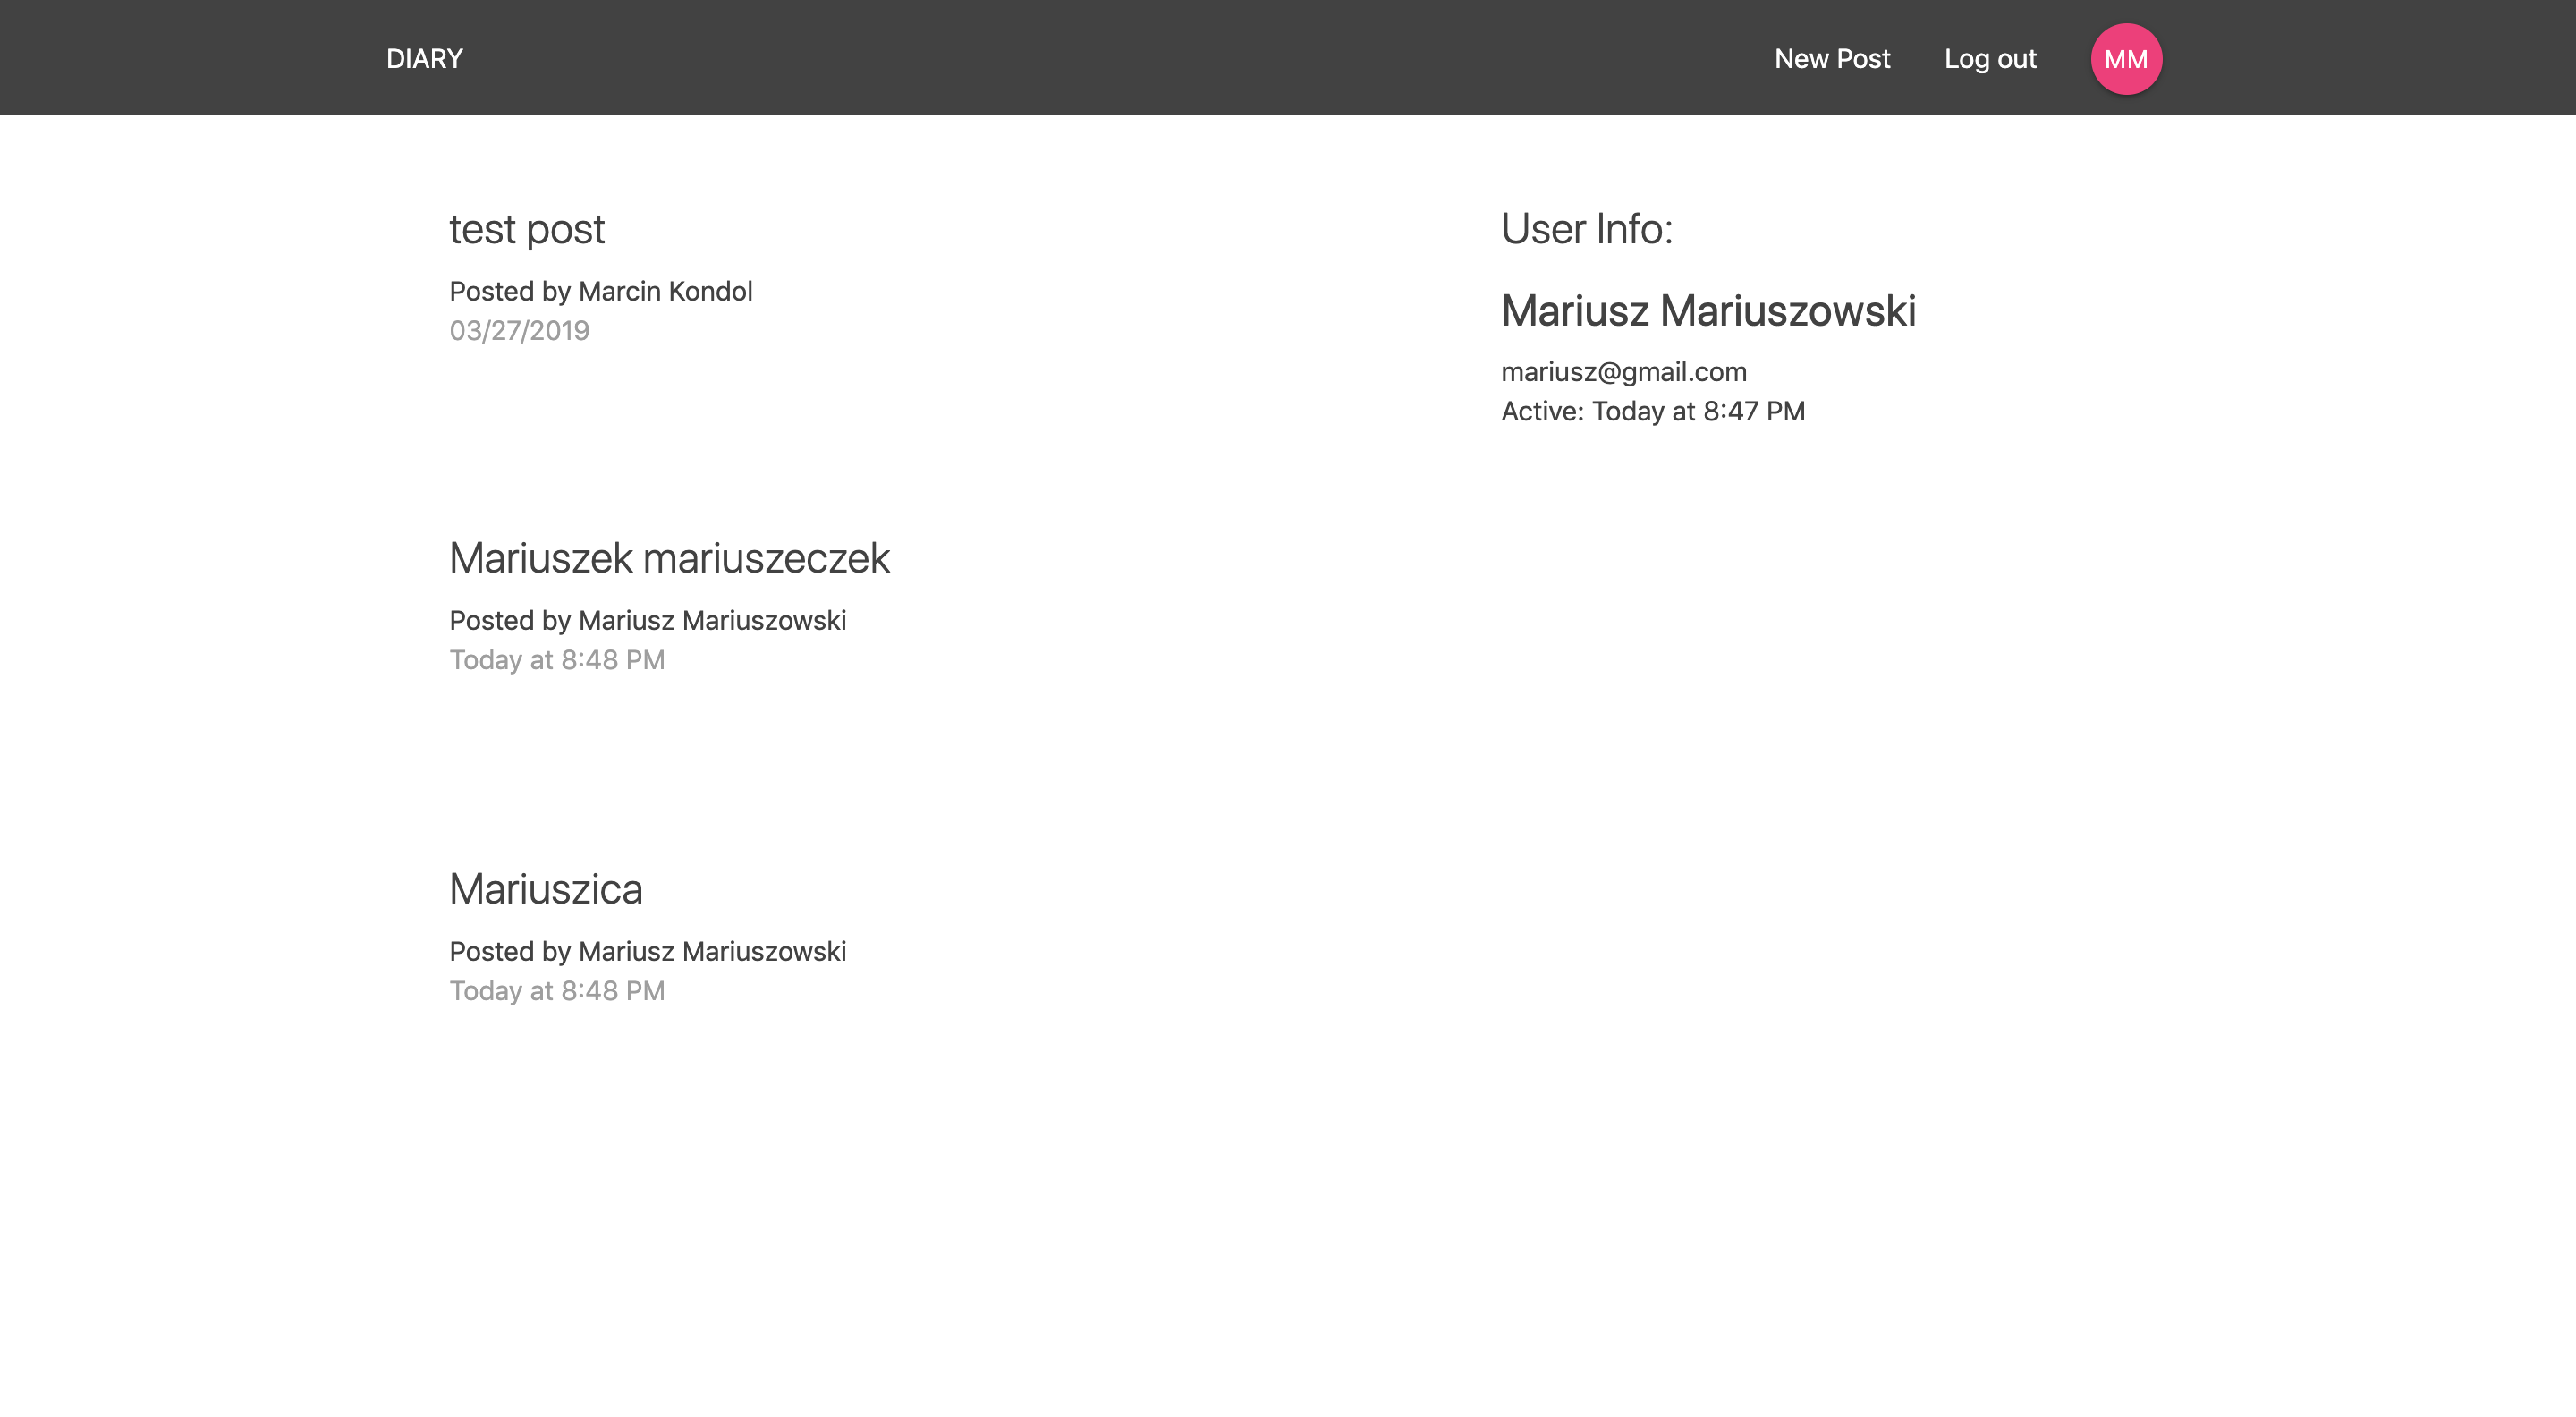 DIARY
New Post
Log out
MM
test post
Posted by Marcin Kondol
03/27/2019
Mariuszek mariuszeczek
Posted by Mariusz Mariuszowski
Today at 8:48 PM
Mariuszica
Posted by Mariusz Mariuszowski
Today at 8:48 PM
User Info:
Mariusz Mariuszowski
mariusz@gmail.com
Active: Today at 8:47 PM